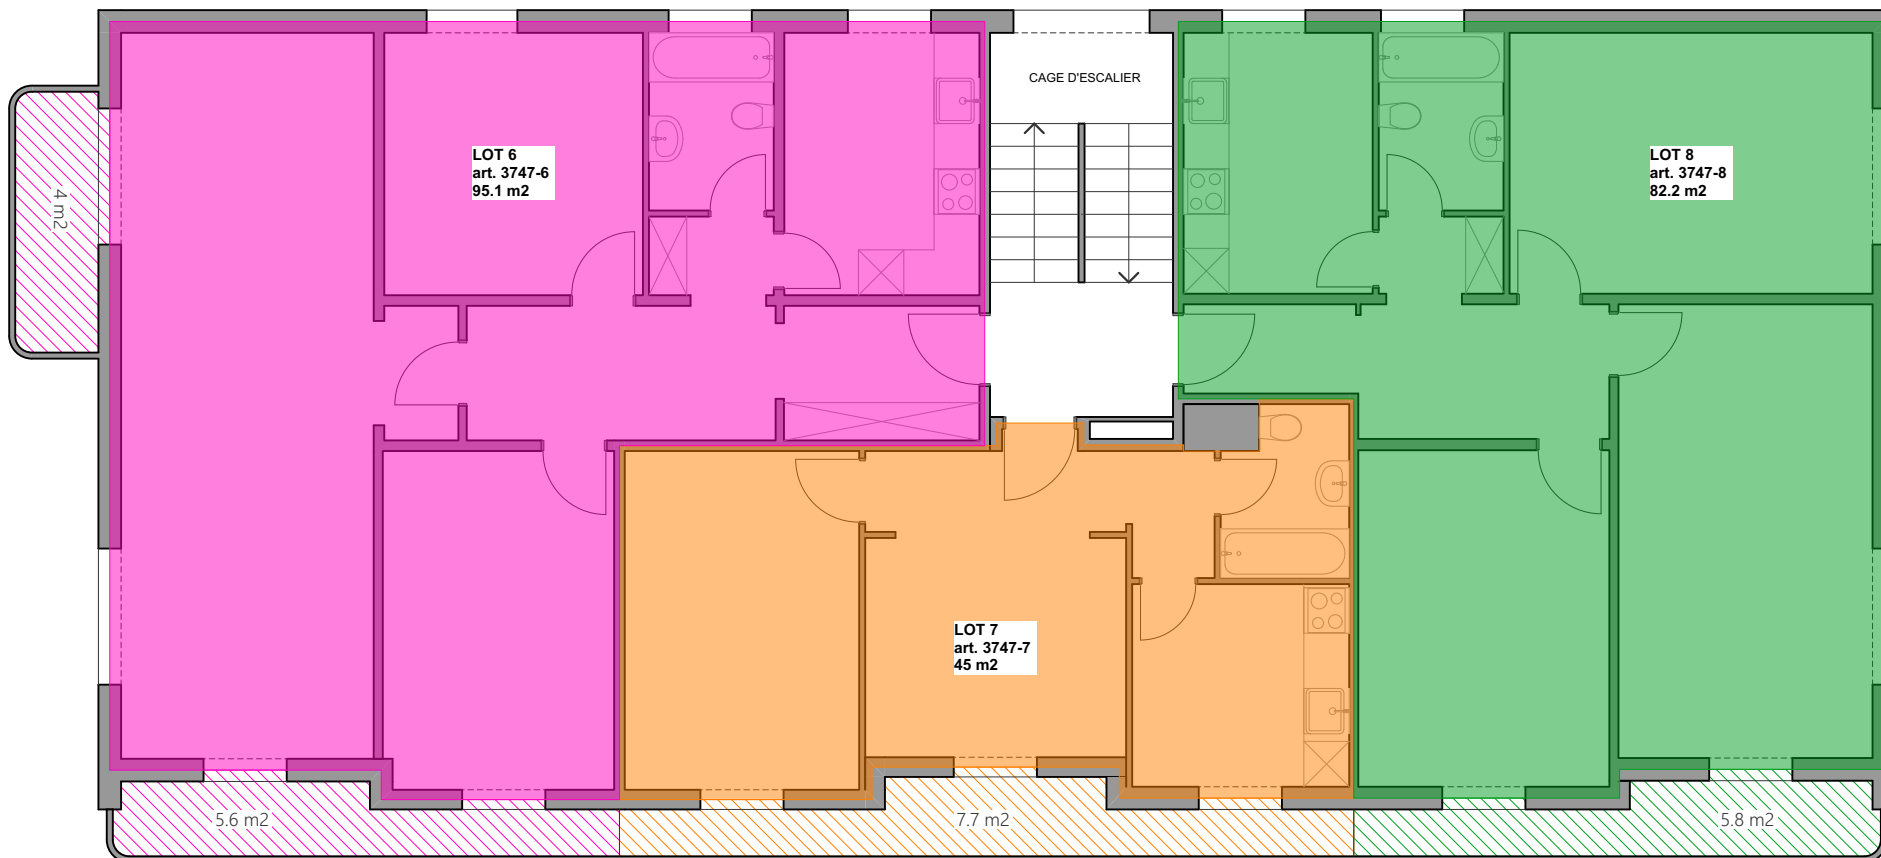 CAGE D'ESCALIER
LOT 6
art. 3747-6
95.1 m2
LOT 8
art. 3747-8
82.2 m2
4 m2
LOT 7
art. 3747-7
45 m2
5.6 m2
7.7 m2
5.8 m2